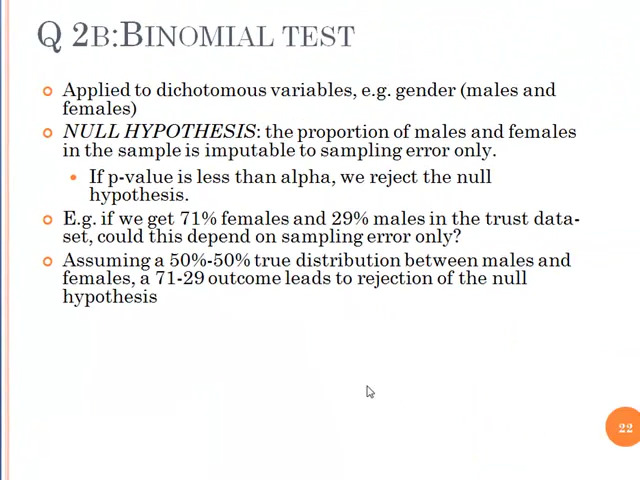 Q 2B:BINOMIAL TEST
Applied to dichotomous variables, e.g. gender (males and
females)
NULL HYPOTHESIS: the proportion of males and females
in the sample is imputable to sampling error only.
If p-value is less than alpha, we reject the null
hypothesis.
E.g. if we get 71% females and 29% males in the trust data-
set, could this depend on sampling error only?
Assuming a 50%-50% true distribution between males and
females, a 71-29 outcome leads to rejection of the null
hypothesis
22